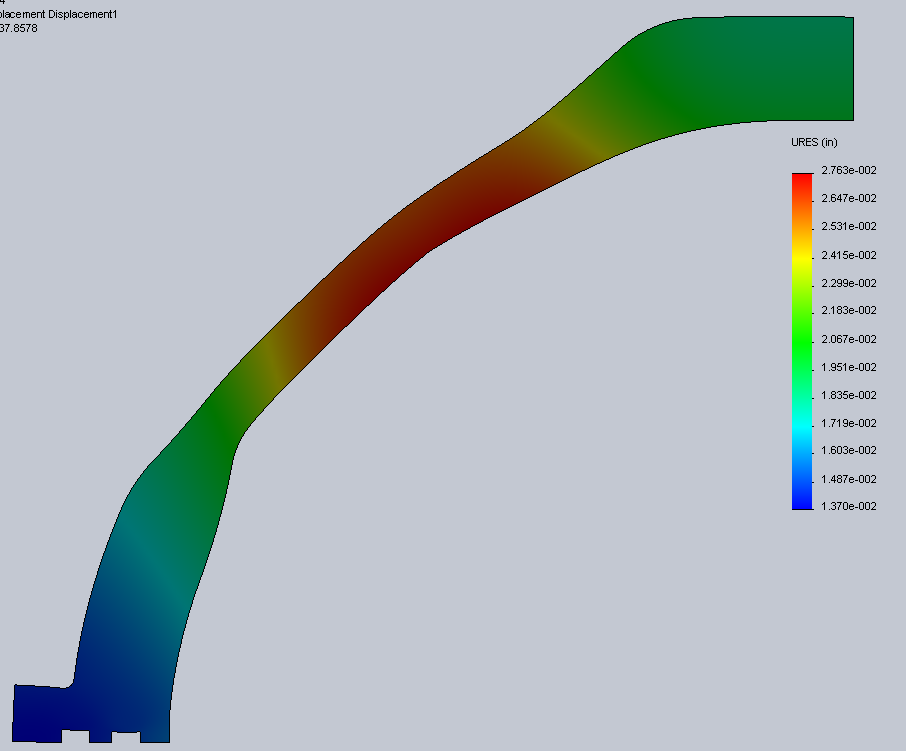 lacement Displacement1
37.8578
URES (in)
2.763e-002
2.647e-002
2.531e-002
2.415e-002
2.299e-002
2.183e-002
2.067e-002
1.951e-002
1.835e-002
1.719e-002
1.603e-002
1.487e-002
1.370e-002